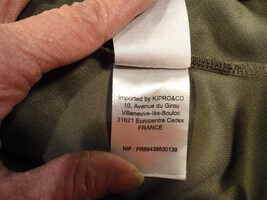 Imported by KIPRO&CO
10, Avenue du Girou
Villeneuve-lès-Bouloc
31621 Eurocentre Cedex
FRANCE
NIF : FR89438630139